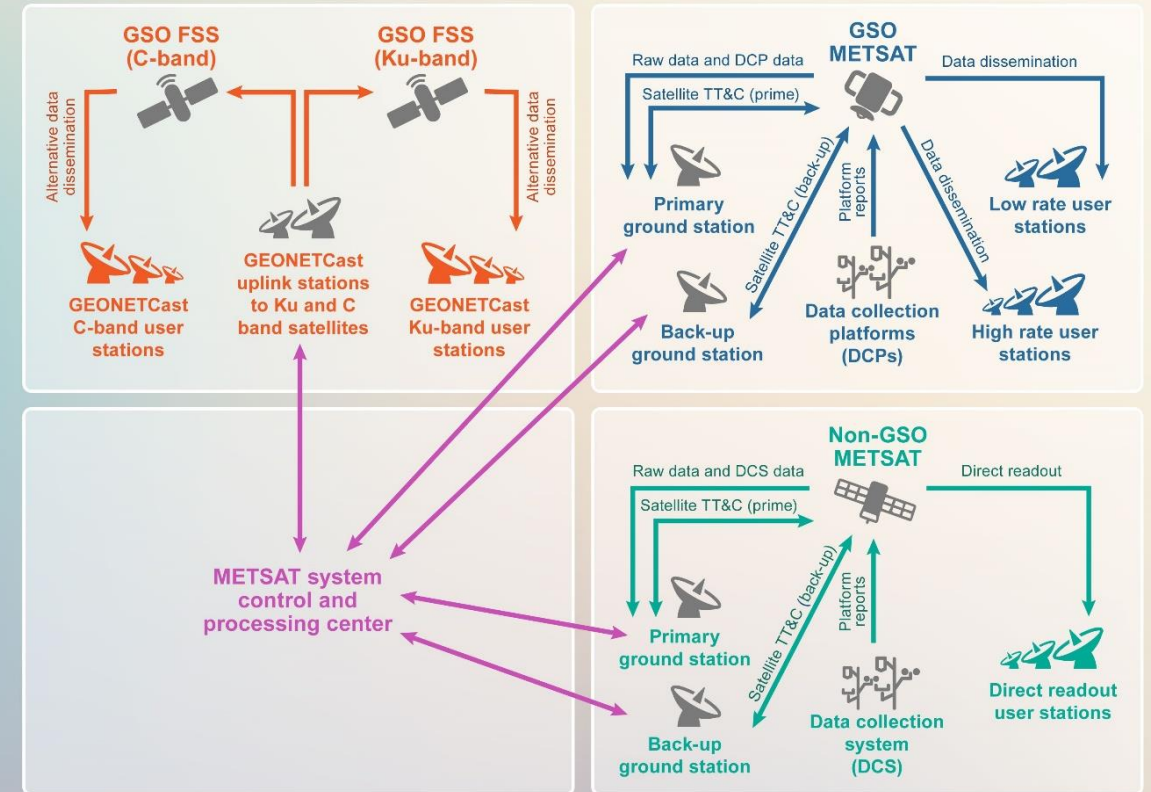 GSO FSS
(C-band)
GSO FSS
(Ku-band)
Alternative data
dissemination
Alternative data
dissemination
GEONETCast
C-band user
stations
GEONETCast
uplink stations
to Ku and C
band satellites
GEONETCast
Ku-band user
stations
GSO
METSAT
Raw data and DCP data
Satellite TT&C (prime)
Data dissemination
Satellite TT&C (back-up)
Platform
reports
Data dissemination
Primary
ground station
Low rate user
stations
Back-up
ground station
Data collection
platforms
(DCPs)
High rate user
stations
METSAT system
control and
processing center
Non-GSO
METSAT
Raw data and DCS data
Satellite TT&C (prime)
Direct readout
Satellite TT&C (back-up)
Platform
reports
Primary
ground station
Direct readout
user stations
Back-up
ground station
Data collection
system
(DCS)